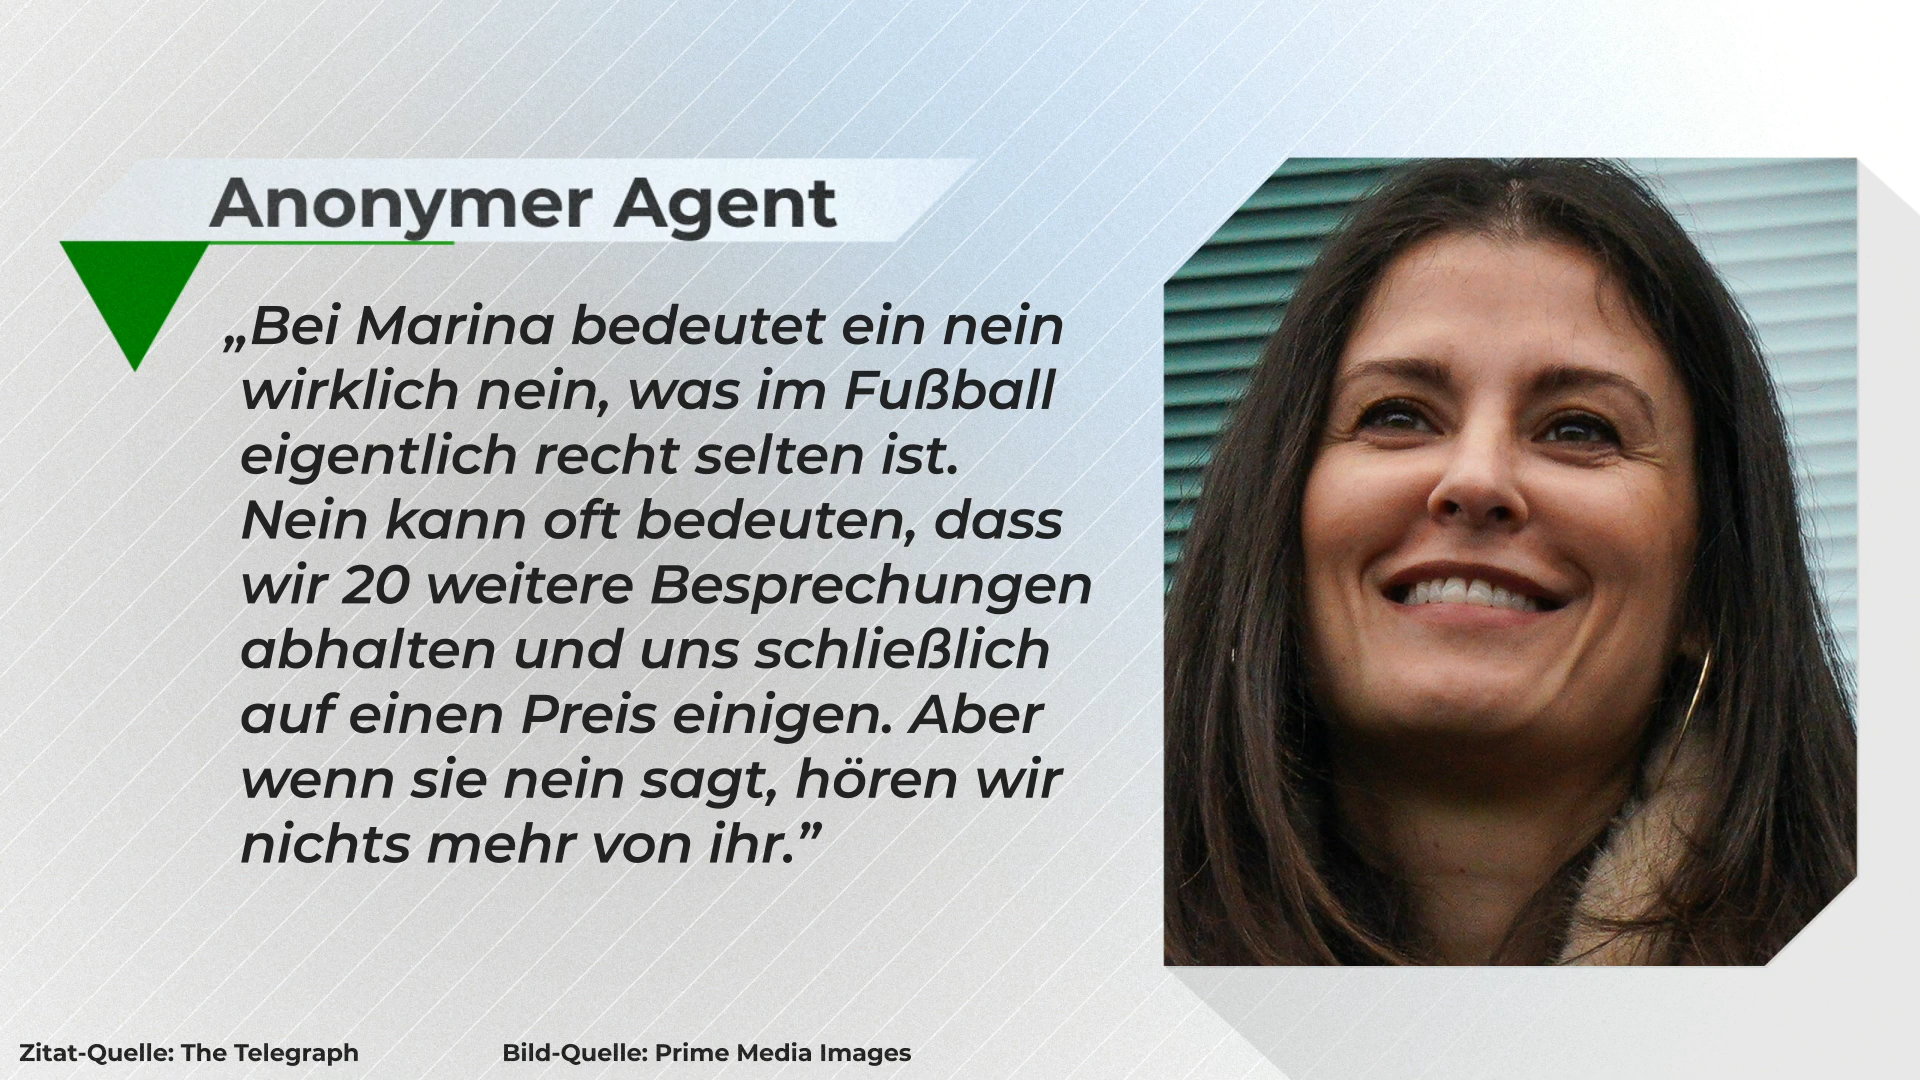 Anonymer Agent
„Bei Marina bedeutet ein nein
wirklich nein, was im Fußball
eigentlich recht selten ist.
Nein kann oft bedeuten, dass
wir 20 weitere Besprechungen
abhalten und uns schließlich
auf einen Preis einigen. Aber
wenn sie nein sagt, hören wir
nichts mehr von ihr.”
Zitat-Quelle: The Telegraph
Bild-Quelle: Prime Media Images